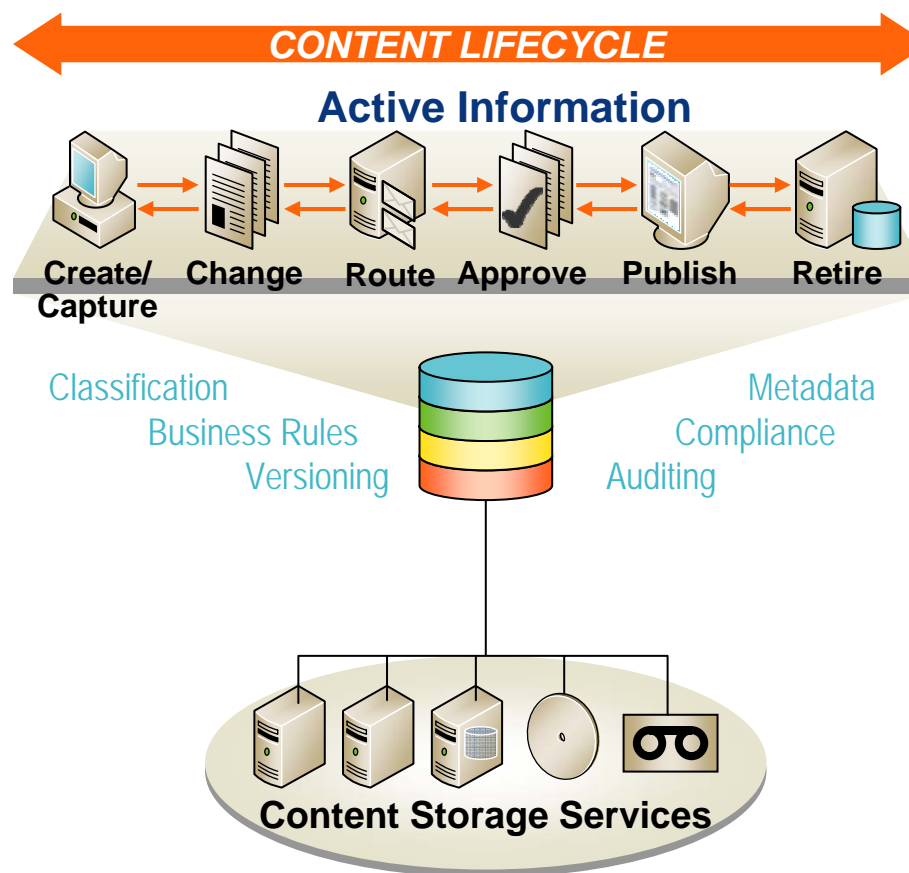 CONTENT LIFECYCLE
Active Information
Create/
Capture
Change
Route
Approve
Publish
Retire
Classification
Business Rules
Versioning
Metadata
Compliance
Auditing
Content Storage Services